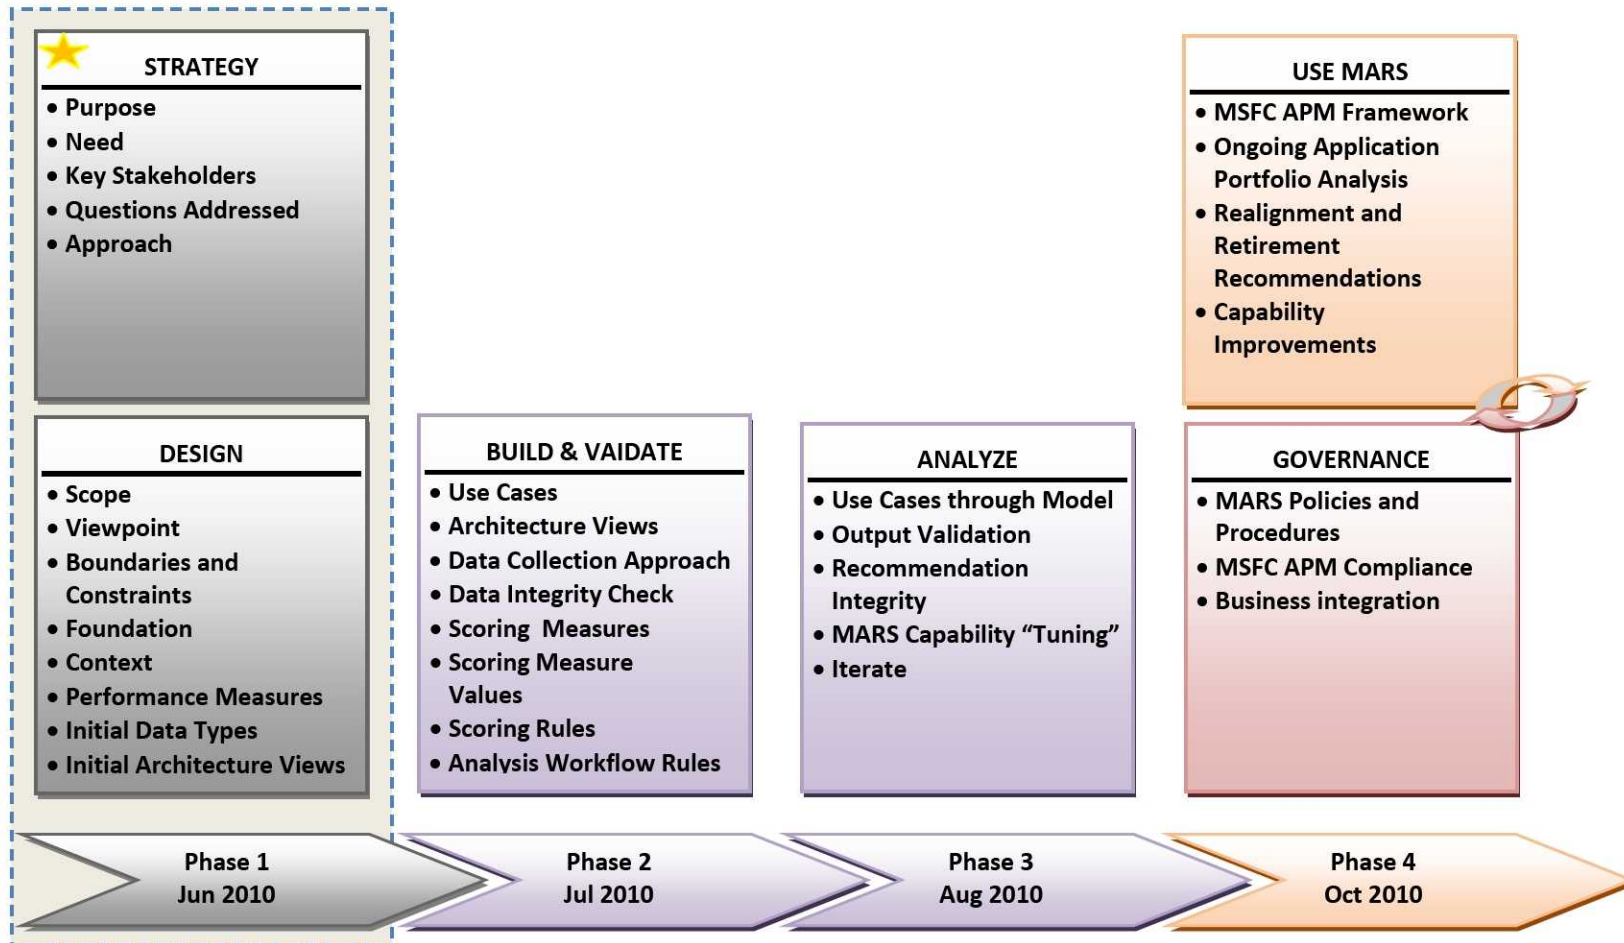 STRATEGY
• Purpose
• Need
• Key Stakeholders
• Questions Addressed
• Approach
DESIGN
• Scope
• Viewpoint
• Boundaries and
Constraints
• Foundation
• Context
• Performance Measures
• Initial Data Types
• Initial Architecture Views
BUILD & VAIDATE
• Use Cases
• Architecture Views
• Data Collection Approach
• Data Integrity Check
• Scoring Measures
• Scoring Measure
Values
• Scoring Rules
• Analysis Workflow Rules
ANALYZE
• Use Cases through Model
• Output Validation
• Recommendation
Integrity
• MARS Capability “Tuning”
• Iterate
USE MARS
• MSFC APM Framework
• Ongoing Application
Portfolio Analysis
• Realignment and
Retirement
Recommendations
• Capability
Improvements
GOVERNANCE
• MARS Policies and
Procedures
• MSFC APM Compliance
• Business integration
Phase 1
Jun 2010
Phase 2
Jul 2010
Phase 3
Aug 2010
Phase 4
Oct 2010